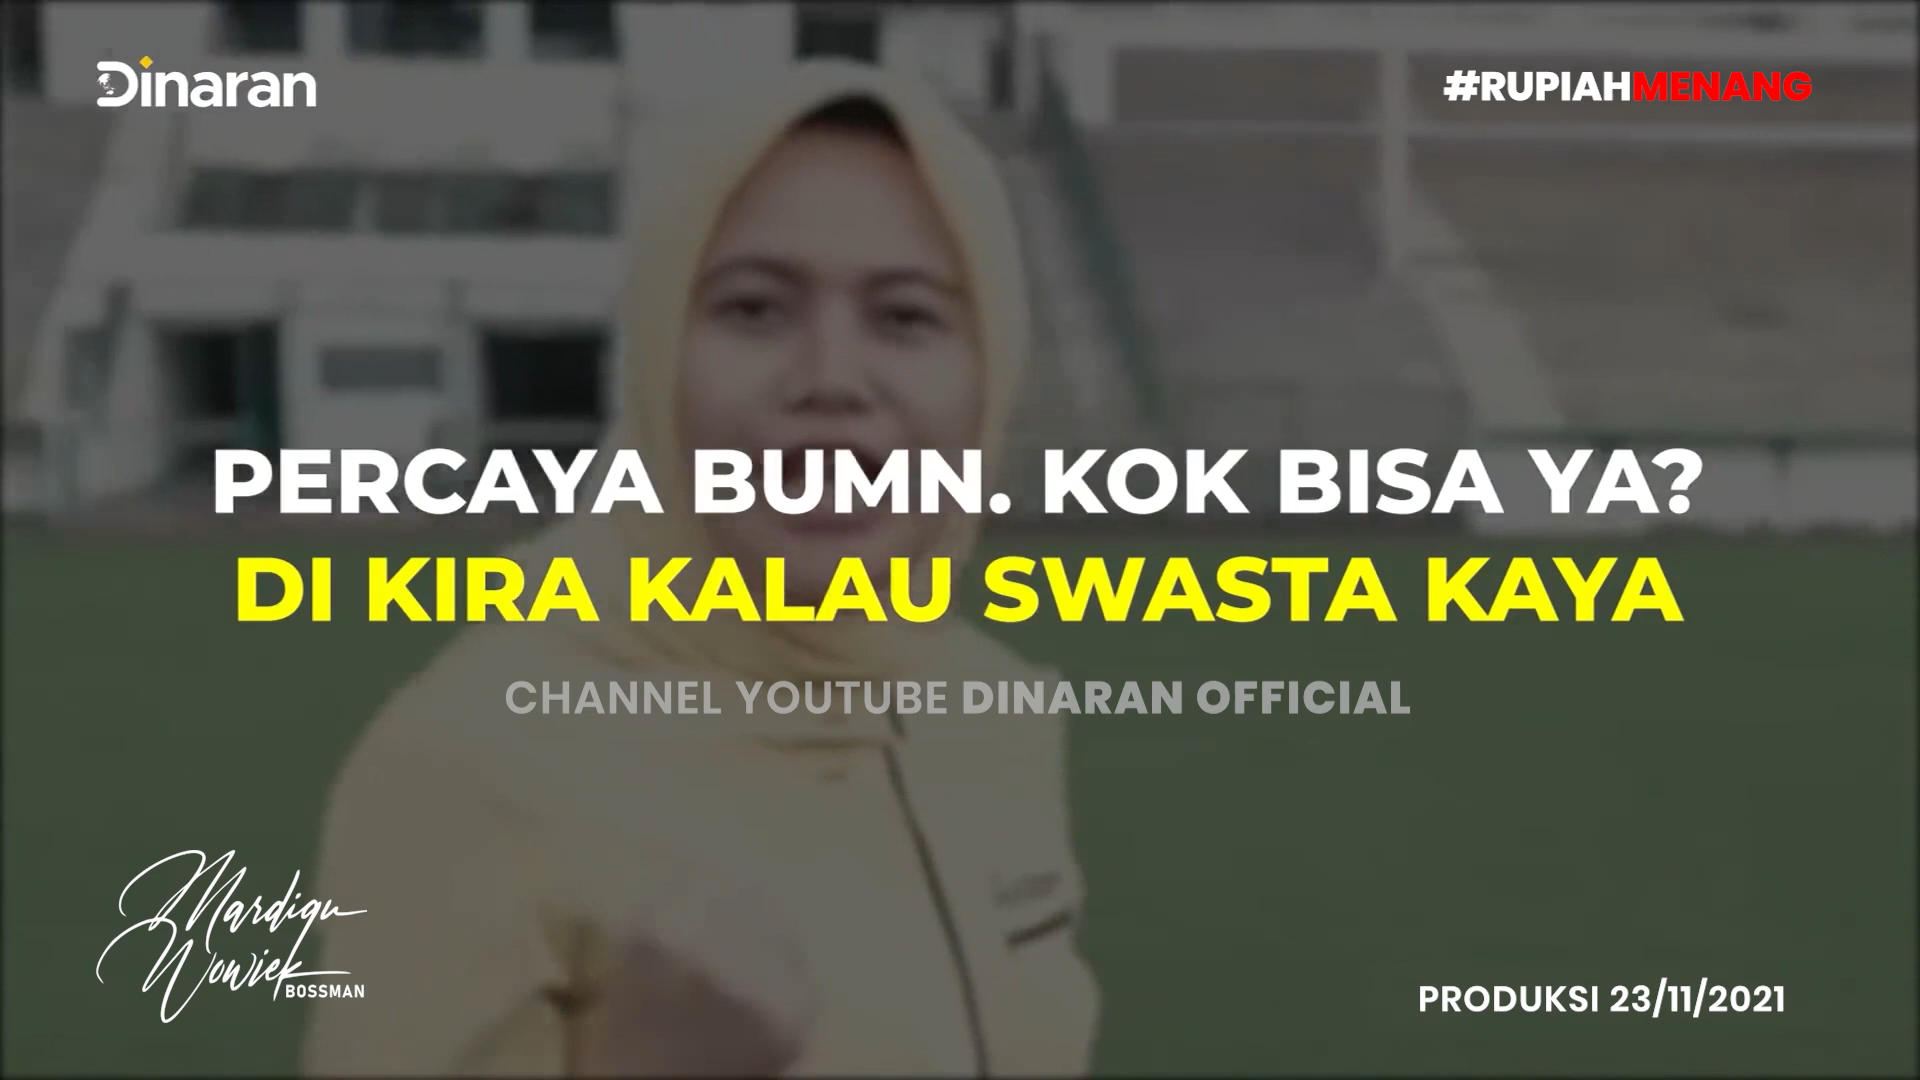 Dinaran
#RUPIAHMENANG
PERCAYA BUMN. KOK BISA YA?
DI KIRA KALAU SWASTA KAYA
CHANNEL YOUTUBE DINARAN OFFICIAL
Mardigu
Wowiek
BOSSMAN
PRODUKSI 23/11/2021